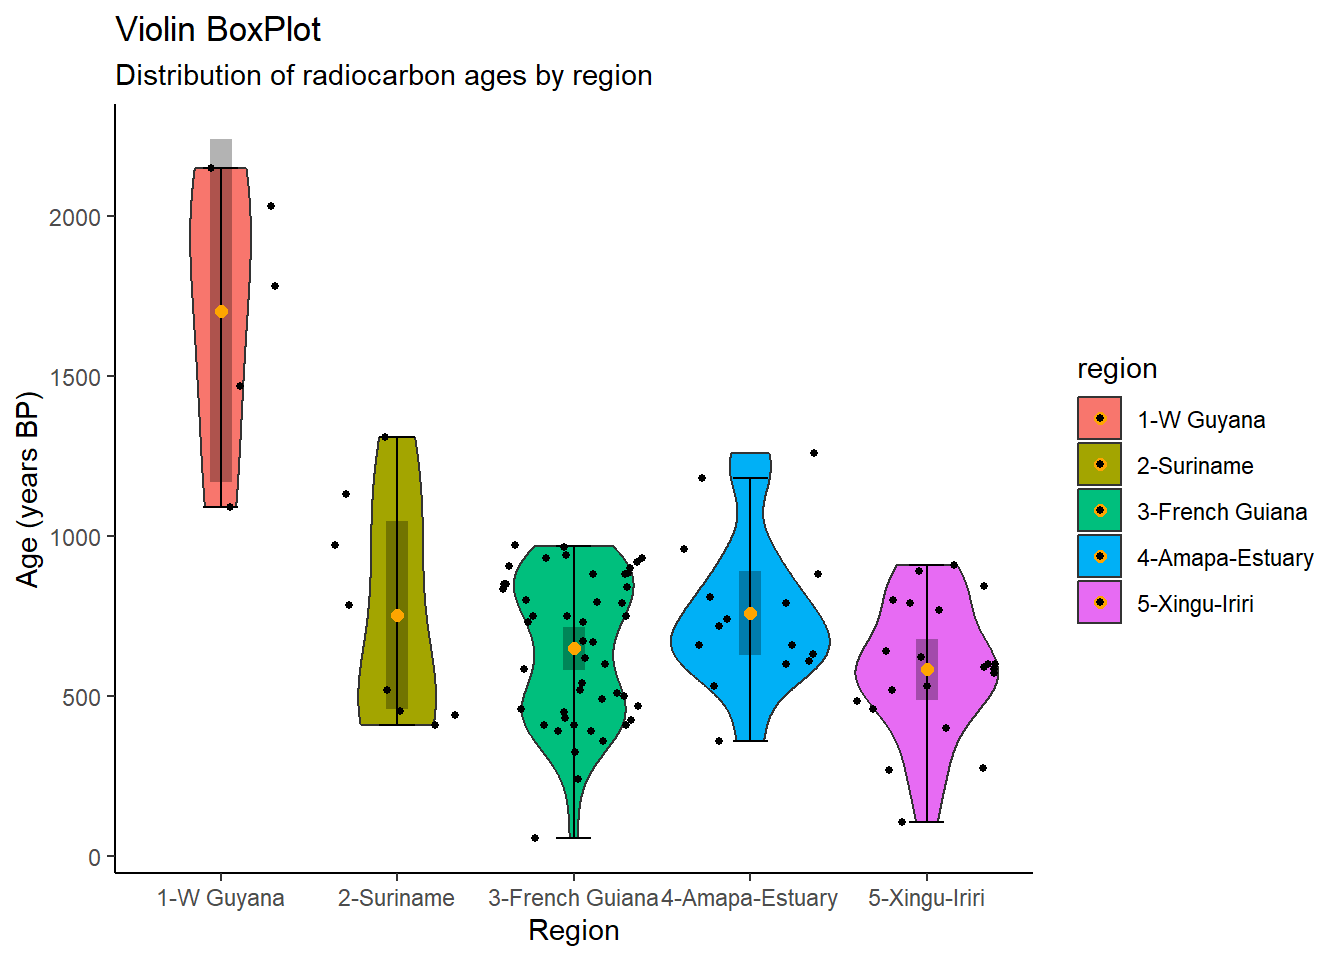 Violin BoxPlot
Distribution of radiocarbon ages by region
Age (years BP)
2000
1500
1000
500
0
1-W Guyana
2-Suriname
3-French Guiana
4-Amapa-Estuary
5-Xingu-Iriri
Region
region
1-W Guyana
2-Suriname
3-French Guiana
4-Amapa-Estuary
5-Xingu-Iriri